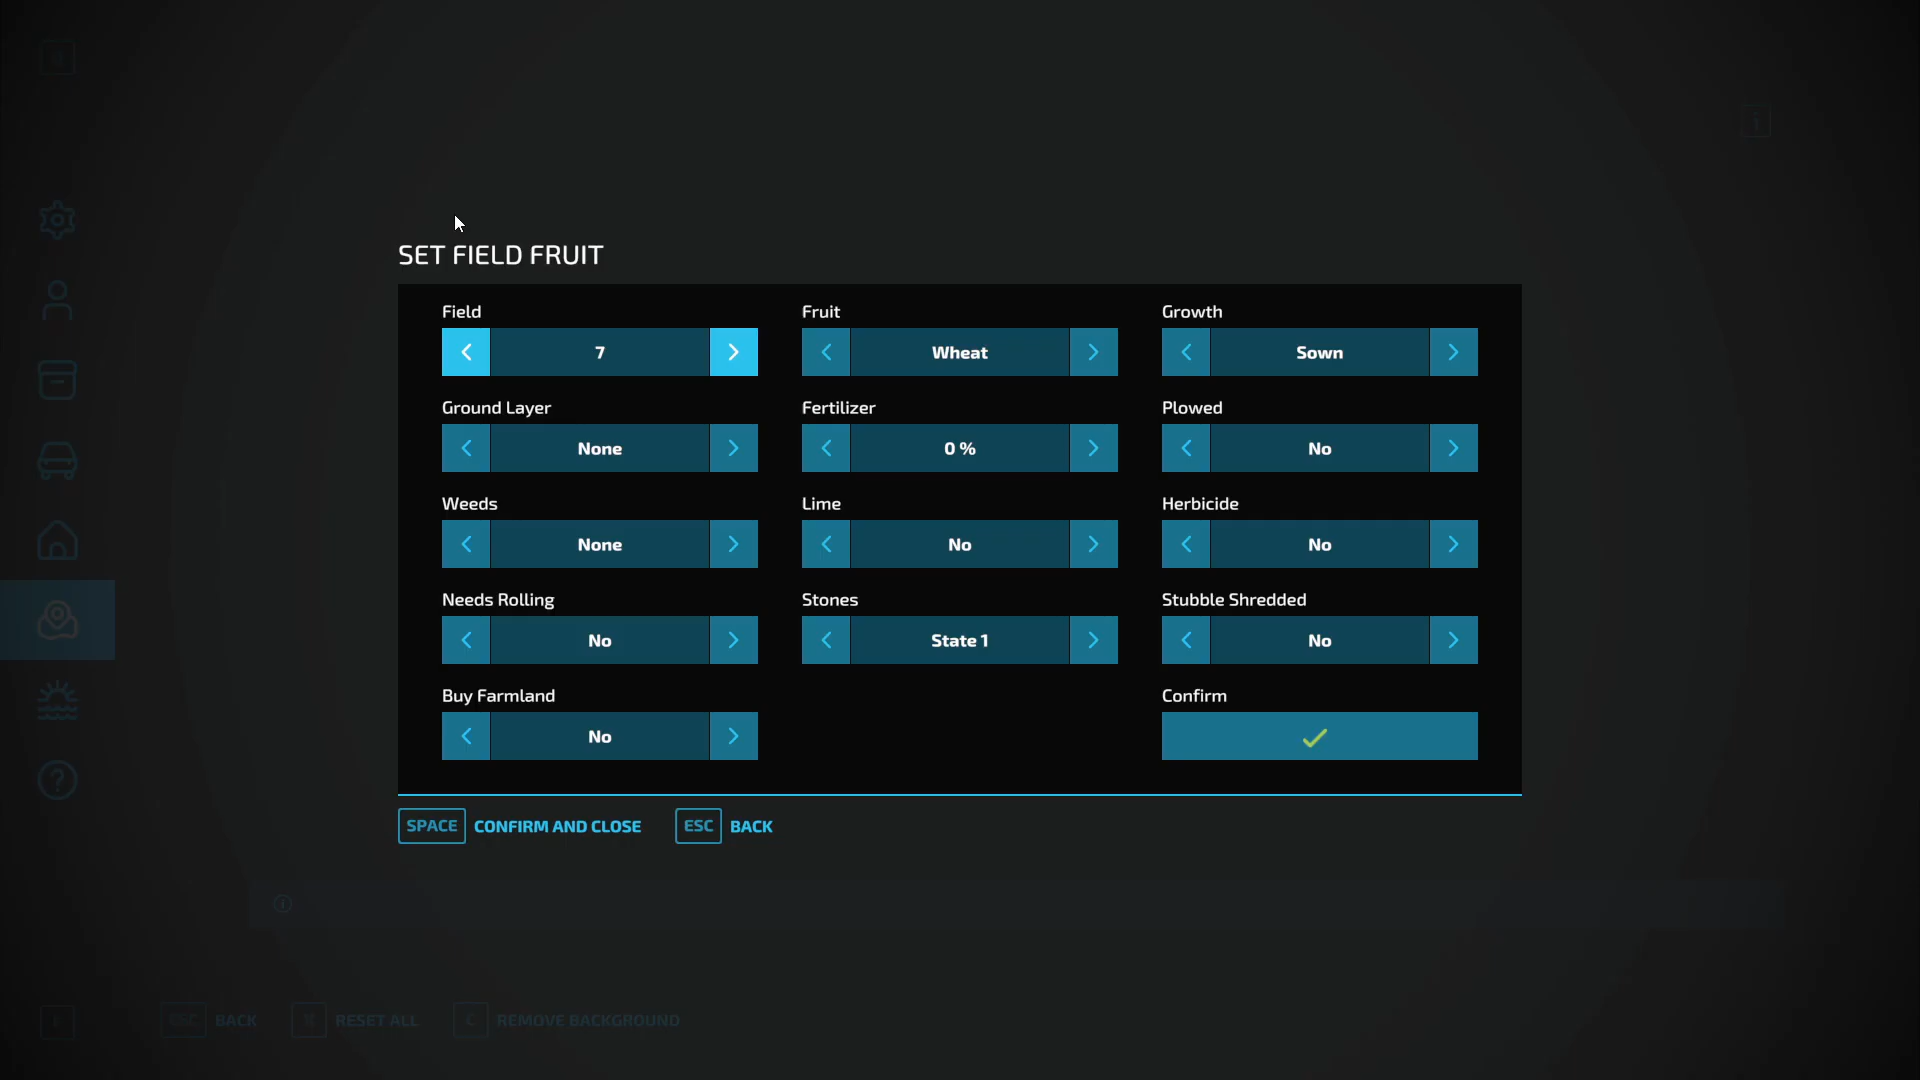 SET FIELD FRUIT
Field Fruit Growth
7 Wheat Sown
Ground Layer Fertilizer Plowed
None 0 % No
Weeds Lime Herbicide
None No No
Needs Rolling Stones Stubble Shredded
No State 1 No
Buy Farmland Confirm
No
SPACE CONFIRM AND CLOSE ESC BACK
ESC BACK X RESET ALL C REMOVE BACKGROUND